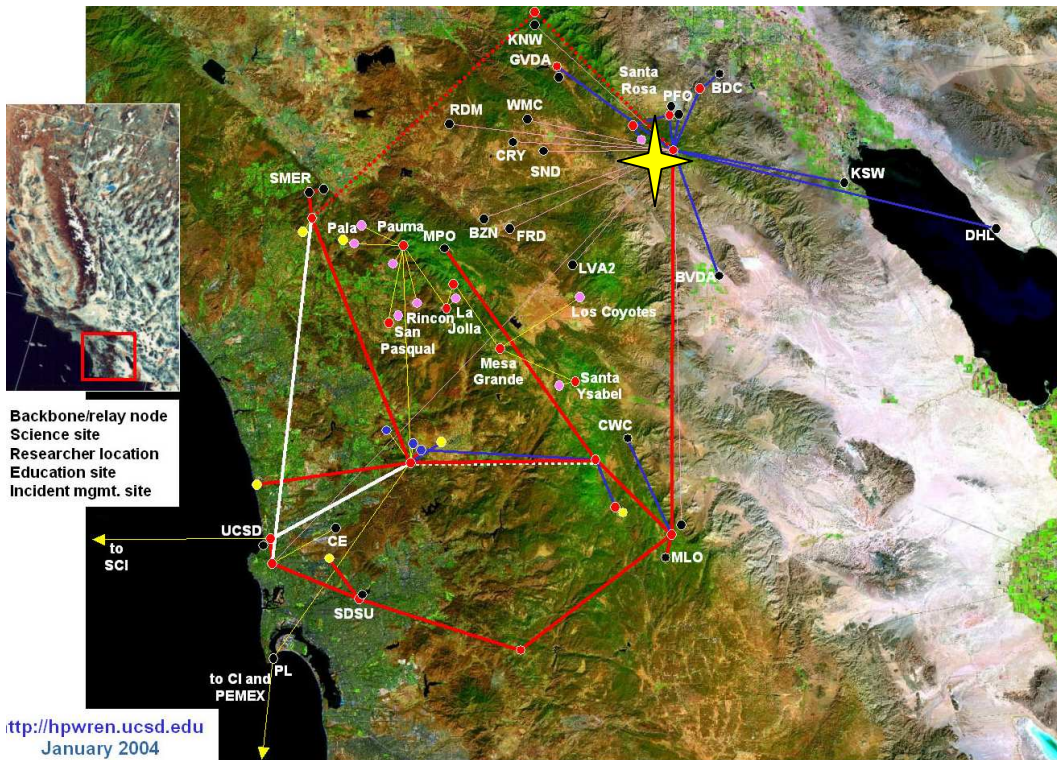 KNW
GVDA
Santa
Rosa
PFO
BDC
RDM
WMC
CRY
SND
KSW
SMER
DHL
Pala
Pauma
MPO
BZN
FRD
BVDA
LVA2
Los Coyotes
Rincon
La
Jolla
San
Pasqual
Mesa
Grande
Santa
Ysabel
Backbone/relay node
Science site
Researcher location
Education site
Incident mgmt. site
CWC
UCSD
CE
to
SCI
MLO
SDSU
PL
to CI and
PEMEX
ttp://hpwren.ucsd.edu
January 2004